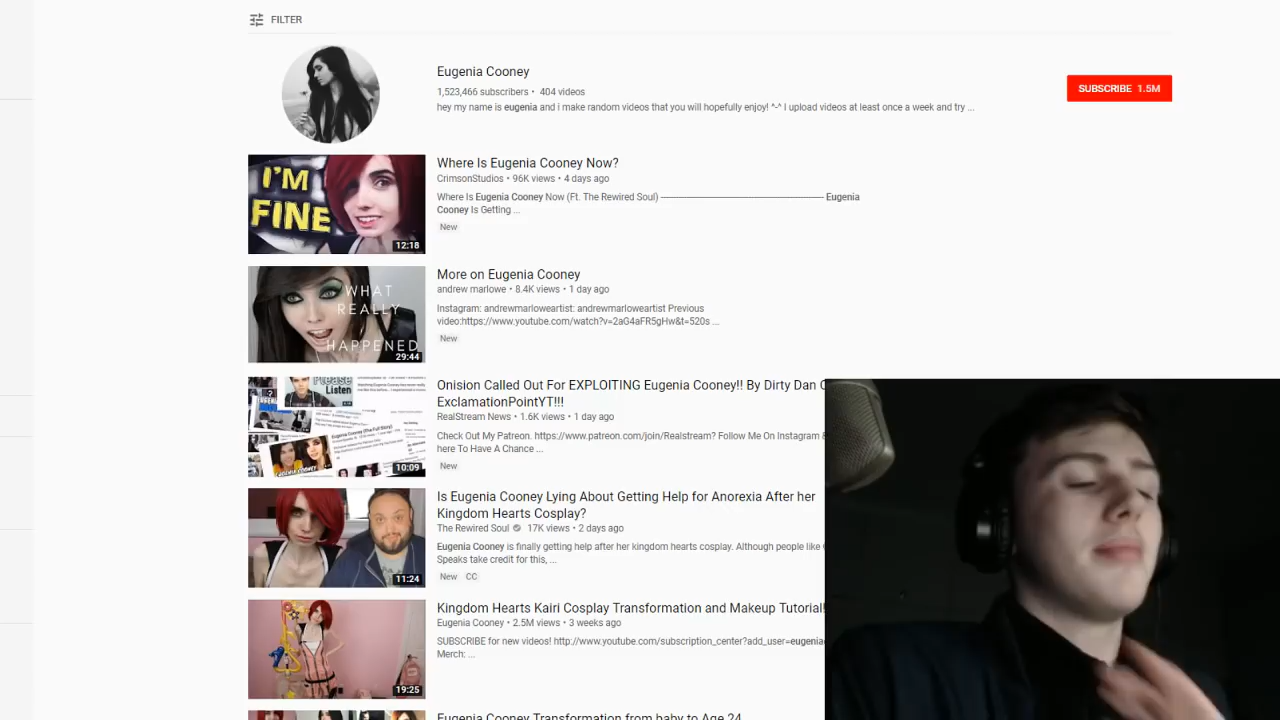 FILTER
Eugenia Cooney
1,523,466 subscribers • 404 videos
hey my name is eugenia and i make random videos that you will hopefully enjoy! *-^ I upload videos at least once a week and try ...
SUBSCRIBE 1.5M
I'M
FINE
12:18
Where Is Eugenia Cooney Now?
CrimsonStudios • 96K views • 4 days ago
Where Is Eugenia Cooney Now (Ft. The Rewired Soul) ———————————————— Eugenia
Cooney Is Getting ...
New
WHAT
REALLY
HAPPENED
29:44
More on Eugenia Cooney
andrew marlowe • 8.4K views • 1 day ago
Instagram: andrewmarloweartist: andrewmarloweartist Previous
video:https://www.youtube.com/watch?v=2aG4aFR5gHw&t=520s ...
New
Please
Listen
10:09
Onision Called Out For EXPLOITING Eugenia Cooney!! By Dirty Dan
ExclamationPointYT!!!
RealStream News • 1.6K views • 1 day ago
Check Out My Patreon. https://www.patreon.com/join/Realstream? Follow Me On Instagram &
here To Have A Chance ...
New
11:24
Is Eugenia Cooney Lying About Getting Help for Anorexia After her
Kingdom Hearts Cosplay?
The Rewired Soul 17K views • 2 days ago
Eugenia Cooney is finally getting help after her kingdom hearts cosplay. Although people like
Speaks take credit for this, ...
New CC
19:25
Kingdom Hearts Kairi Cosplay Transformation and Makeup Tutorial!
Eugenia Cooney • 2.5M views • 3 weeks ago
SUBSCRIBE for new videos! http://www.youtube.com/subscription_center?add_user=eugenia
Merch: ...
Eugenia Cooney Transformation from baby to Age 24